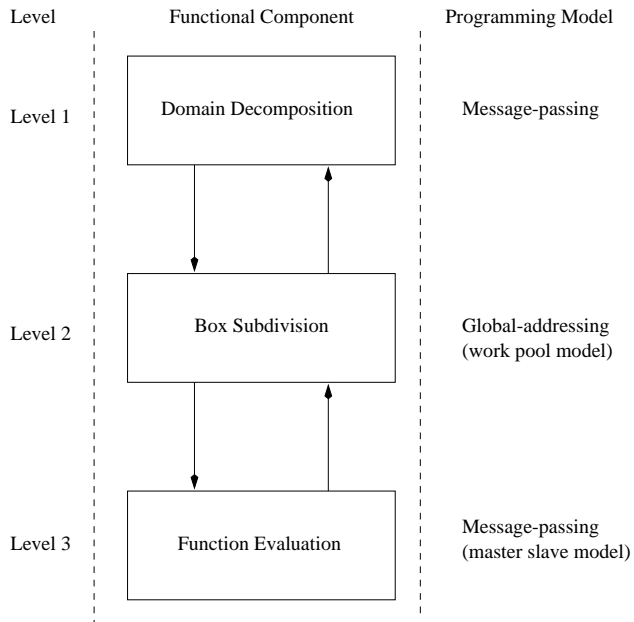 Level Functional Component Programming Model
Level 1 Domain Decomposition Message-passing
Level 2 Box Subdivision Global-addressing
(work pool model)
Level 3 Function Evaluation Message-passing
(master slave model)